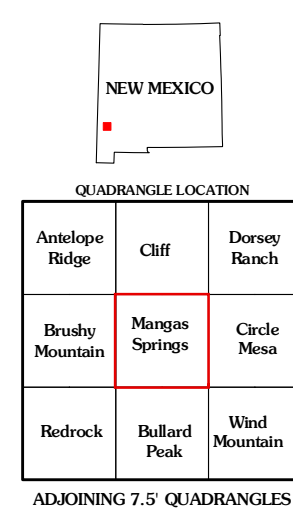 NEW MEXICO
QUADRANGLE LOCATION
Antelope
Ridge
Cliff
Dorsey
Ranch
Brushy
Mountain
Mangas
Springs
Circle
Mesa
Redrock
Bullard
Peak
Wind
Mountain
ADJOINING 7.5' QUADRANGLES